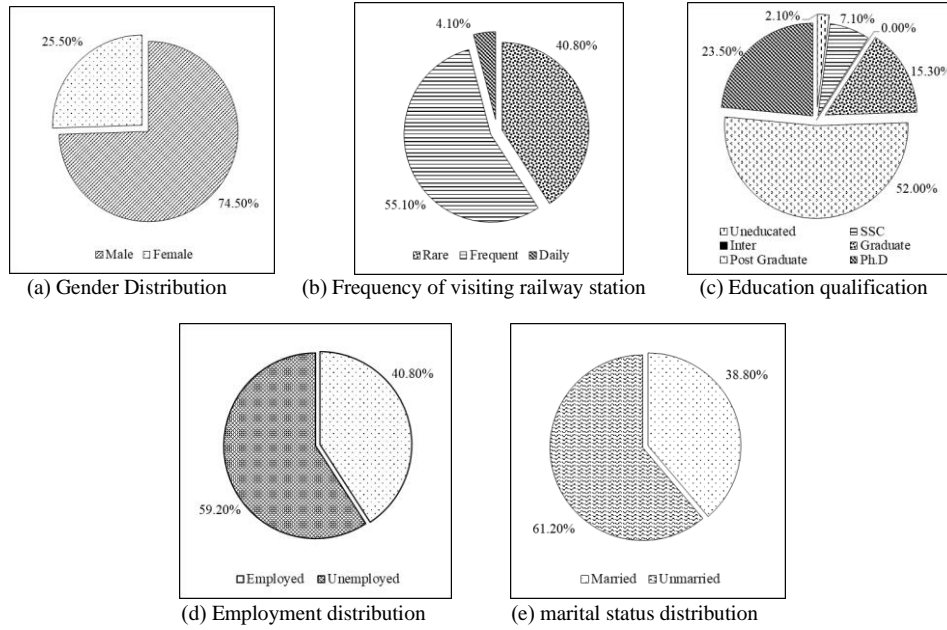 25.50%
74.50%
Male Female
(a) Gender Distribution
4.10%
40.80%
55.10%
Rare Frequent Daily
(b) Frequency of visiting railway station
2.10%
7.10%
0.00%
23.50%
15.30%
52.00%
Uneducated SSC
Inter Graduate
Post Graduate Ph.D
(c) Education qualification
40.80%
59.20%
Employed Unemployed
(d) Employment distribution
38.80%
61.20%
Married Unmarried
(e) marital status distribution